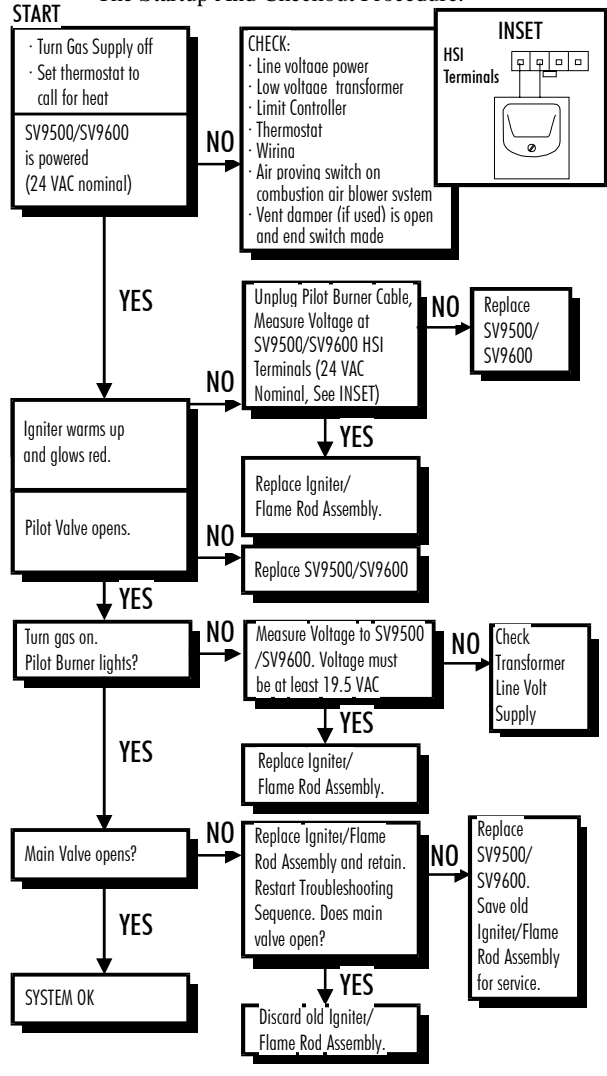 The Startup And Checkout Procedure.
START
· Turn Gas Supply off
· Set thermostat to
call for heat
SV9500/SV9600
is powered
(24 VAC nominal)
NO
CHECK:
· Line voltage power
· Low voltage transformer
· Limit Controller
· Thermostat
· Wiring
· Air proving switch on
combustion air blower system
· Vent damper (if used) is open
and end switch made
INSET
HSI
Terminals
YES
Igniter warms up
and glows red.
NO
Unplug Pilot Burner Cable,
Measure Voltage at
SV9500/SV9600 HSI
Terminals (24 VAC
Nominal, See INSET)
NO
Replace
SV9500/
SV9600
YES
Replace Igniter/
Flame Rod Assembly.
Pilot Valve opens.
NO
Replace SV9500/SV9600
YES
Turn gas on.
Pilot Burner lights?
NO
Measure Voltage to SV9500
/SV9600. Voltage must
be at least 19.5 VAC
NO
Check
Transformer
Line Volt
Supply
YES
Replace Igniter/
Flame Rod Assembly.
YES
Main Valve opens?
NO
Replace Igniter/Flame
Rod Assembly and retain.
Restart Troubleshooting
Sequence. Does main
valve open?
NO
Replace
SV9500/
SV9600.
Save old
Igniter/Flame
Rod Assembly
for service.
YES
Discard old Igniter/
Flame Rod Assembly.
YES
SYSTEM OK